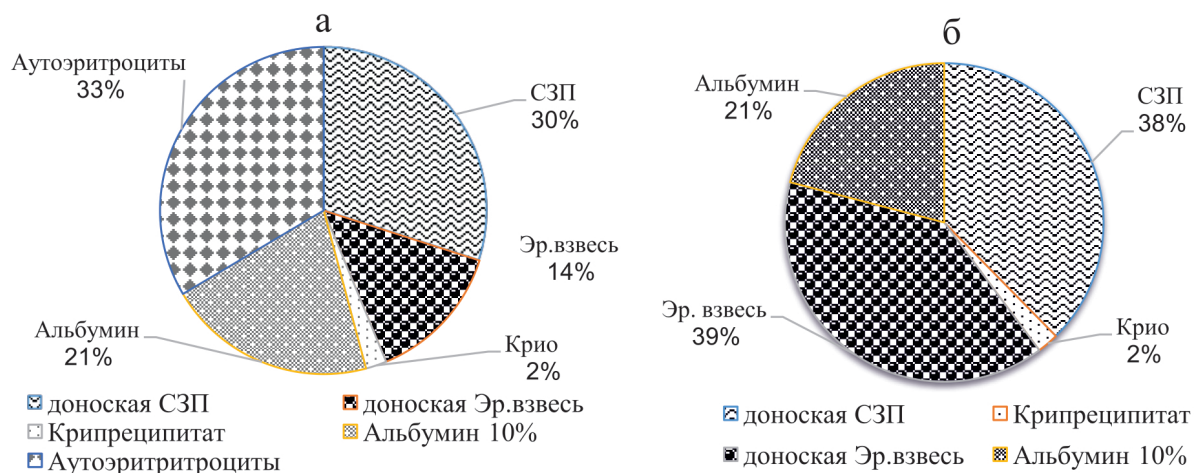 а
Аутоэритроциты
33%
СЗП
30%
Эр.взвесь
14%
Альбумин
21%
Крио
2%
доноская СЗП
доноская Эр.взвесь
Крипреципитат
Альбумин 10%
Аутоэритритроциты
б
Альбумин
21%
СЗП
38%
Эр. взвесь
39%
Крио
2%
доноская СЗП
Крипреципитат
доноская Эр.взвесь
Альбумин 10%